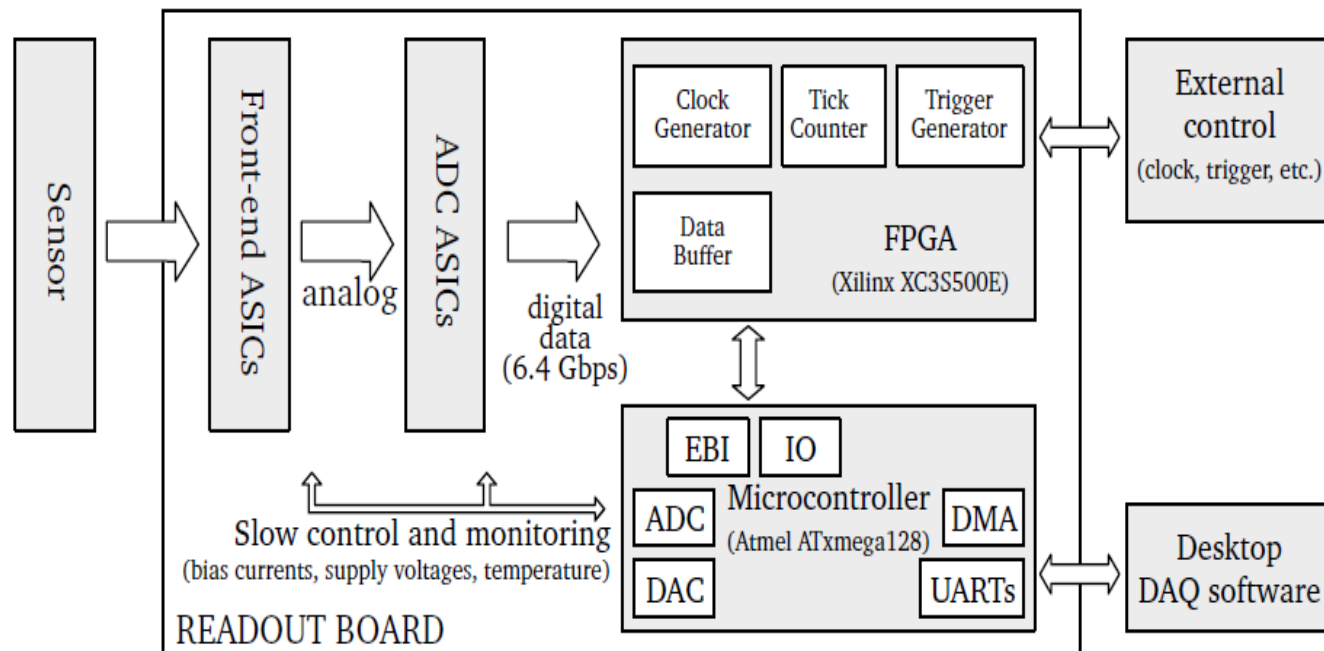 Sensor
Front-end ASICs
analog
ADC ASICs
digital
data
(6.4 Gbps)
Clock
Generator
Tick
Counter
Trigger
Generator
Data
Buffer
FPGA
(Xilinx XC3S500E)
External
control
(clock, trigger, etc.)
EBI
IO
ADC
Microcontroller
(Atmel ATxmega128)
DMA
DAC
UARTs
Slow control and monitoring
(bias currents, supply voltages, temperature)
READOUT BOARD
Desktop
DAQ software